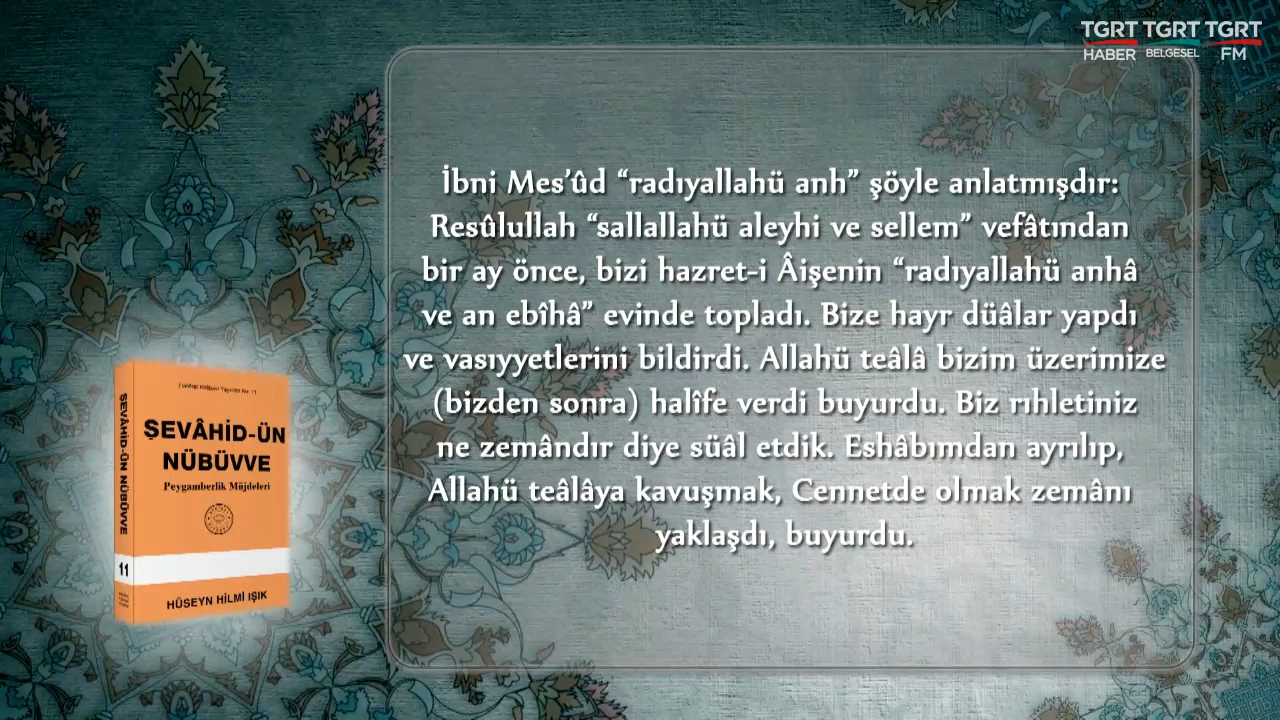 TGRT TGRT TGRT
HABER BELGESEL FM
İbni Mes'ûd “radıyallahü anh” şöyle anlatmışdır:
Resûlullah “sallallahü aleyhi ve sellem” vefâtından
bir ay önce, bizi hazret-i Âişenin “radıyallahü anhâ
ve an ebîhâ” evinde topladı. Bize hayr düâlar yapdı
ve vasıyyetlerini bildirdi. Allahü teâlâ bizim üzerimize
(bizden sonra) halîfe verdi buyurdu. Biz rıhletiniz
ne zemândır diye süâl etdik. Eshâbımdan ayrılıp,
Allahü teâlâya kavuşmak, Cennetde olmak zemânı
yaklaşdı, buyurdu.
ŞEVÂHİD-ÜN NÜBÜVVE
11
ŞEVÂHİD-ÜN
NÜBÜVVE
Peygamberlik Müjdeleri
HÜSEYN HİLMİ IŞIK